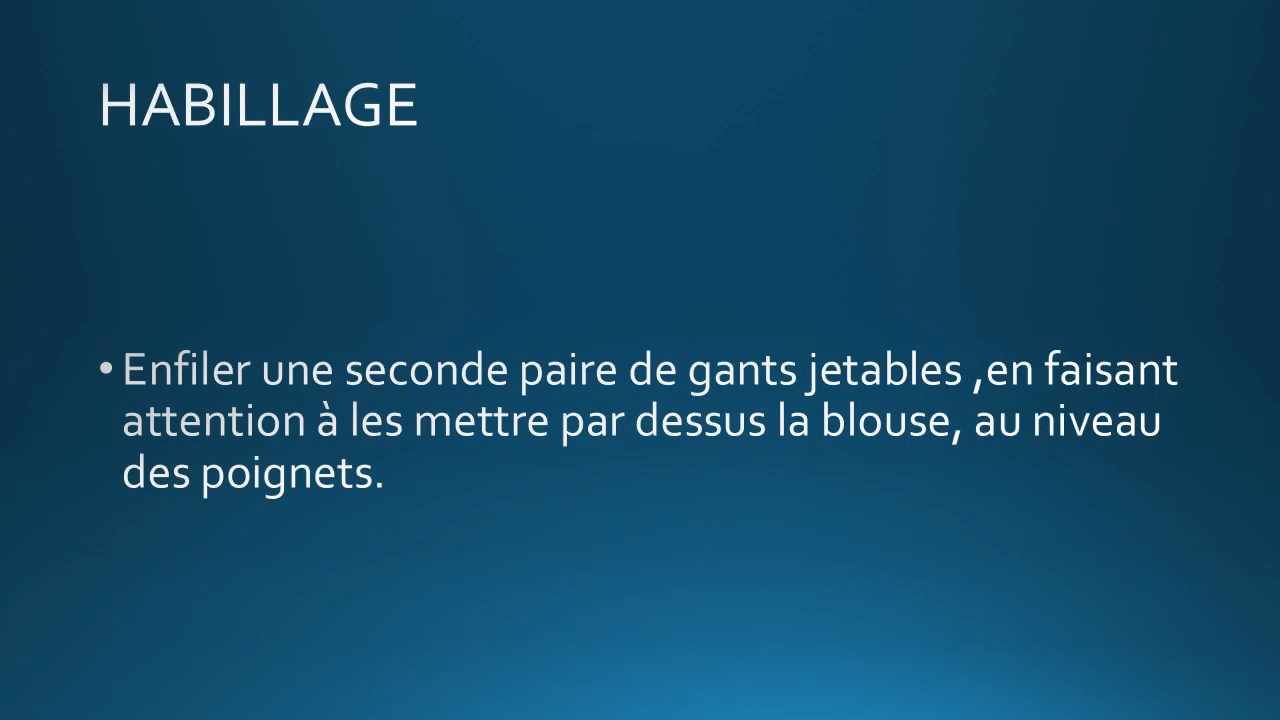 HABILLAGE
• Enfiler une seconde paire de gants jetables ,en faisant
attention à les mettre par dessus la blouse, au niveau
des poignets.